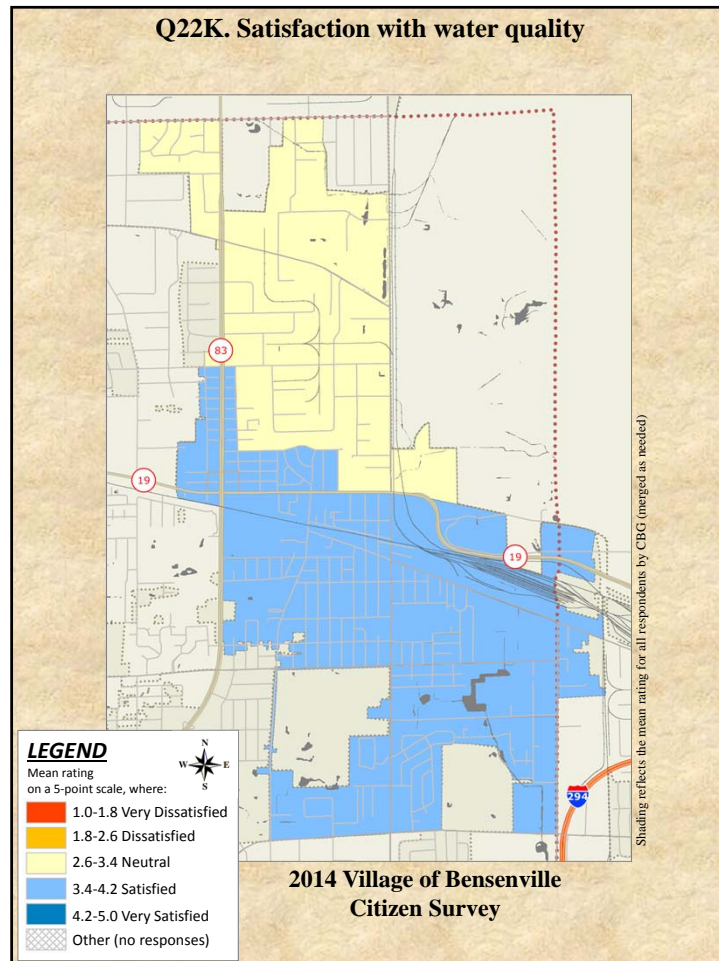 Q22K. Satisfaction with water quality
83
19
19
294
Shading reflects the mean rating for all respondents by CBG (merged as needed)
LEGEND
Mean rating
on a 5-point scale, where:
N
W E
S
1.0-1.8 Very Dissatisfied
1.8-2.6 Dissatisfied
2.6-3.4 Neutral
3.4-4.2 Satisfied
4.2-5.0 Very Satisfied
Other (no responses)
2014 Village of Bensenville
Citizen Survey